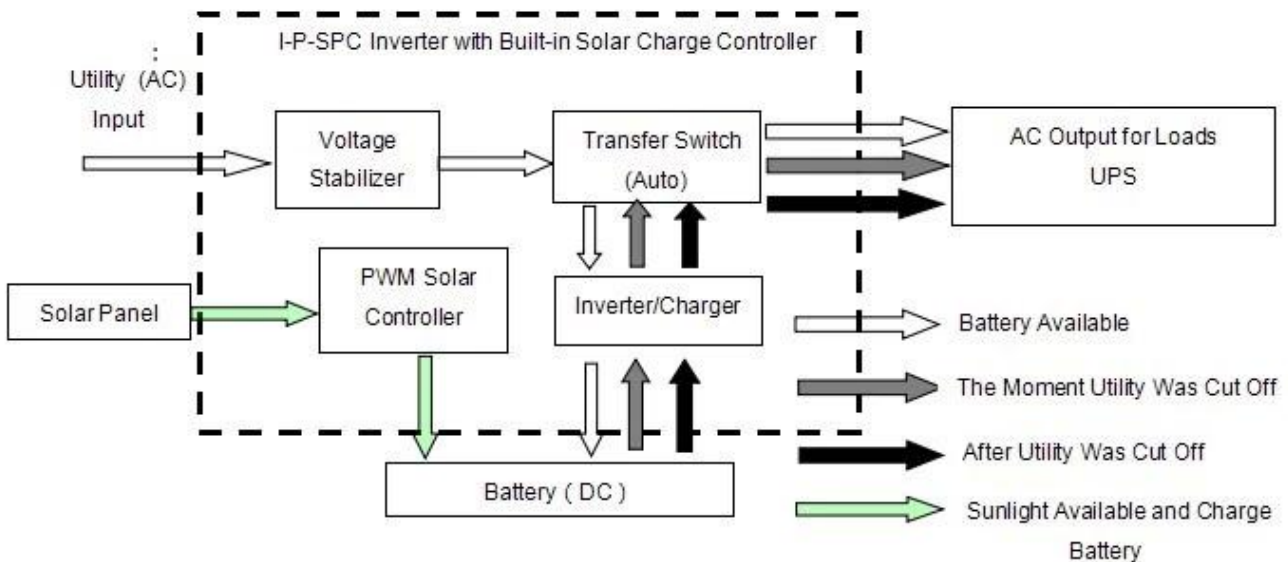 I-P-SPC Inverter with Built-in Solar Charge Controller
:
Utility (AC)
Input
Voltage
Stabilizer
Transfer Switch
(Auto)
AC Output for Loads
UPS
Solar Panel
PWM Solar
Controller
Inverter/Charger
Battery ( DC )
Battery Available
The Moment Utility Was Cut Off
After Utility Was Cut Off
Sunlight Available and Charge
Battery